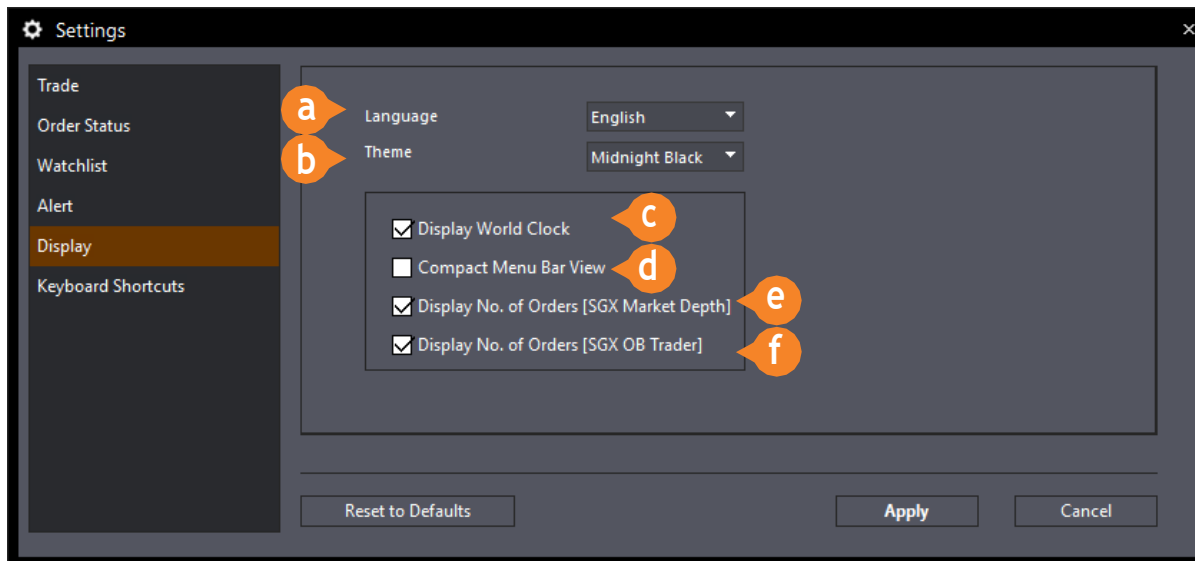 Settings
Trade
Order Status
Watchlist
Alert
Display
Keyboard Shortcuts
a
Language
English
b
Theme
Midnight Black
Display World Clock
c
Compact Menu Bar View
d
Display No. of Orders [SGX Market Depth]
e
Display No. of Orders [SGX OB Trader]
f
Reset to Defaults
Apply
Cancel